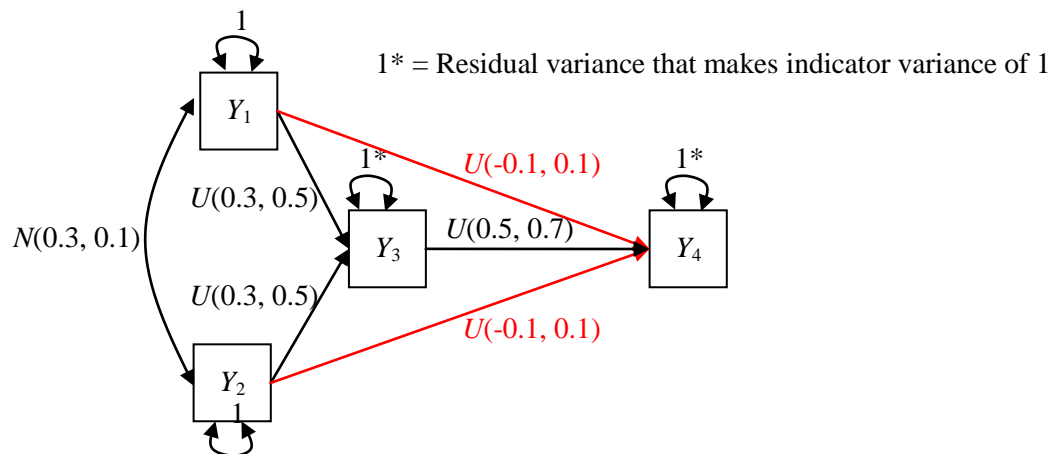 1
1* = Residual variance that makes indicator variance of 1
Y1
U(-0.1, 0.1)
1*
1*
U(0.3, 0.5)
N(0.3, 0.1)
U(0.5, 0.7)
Y3
Y4
U(0.3, 0.5)
U(-0.1, 0.1)
Y2
1